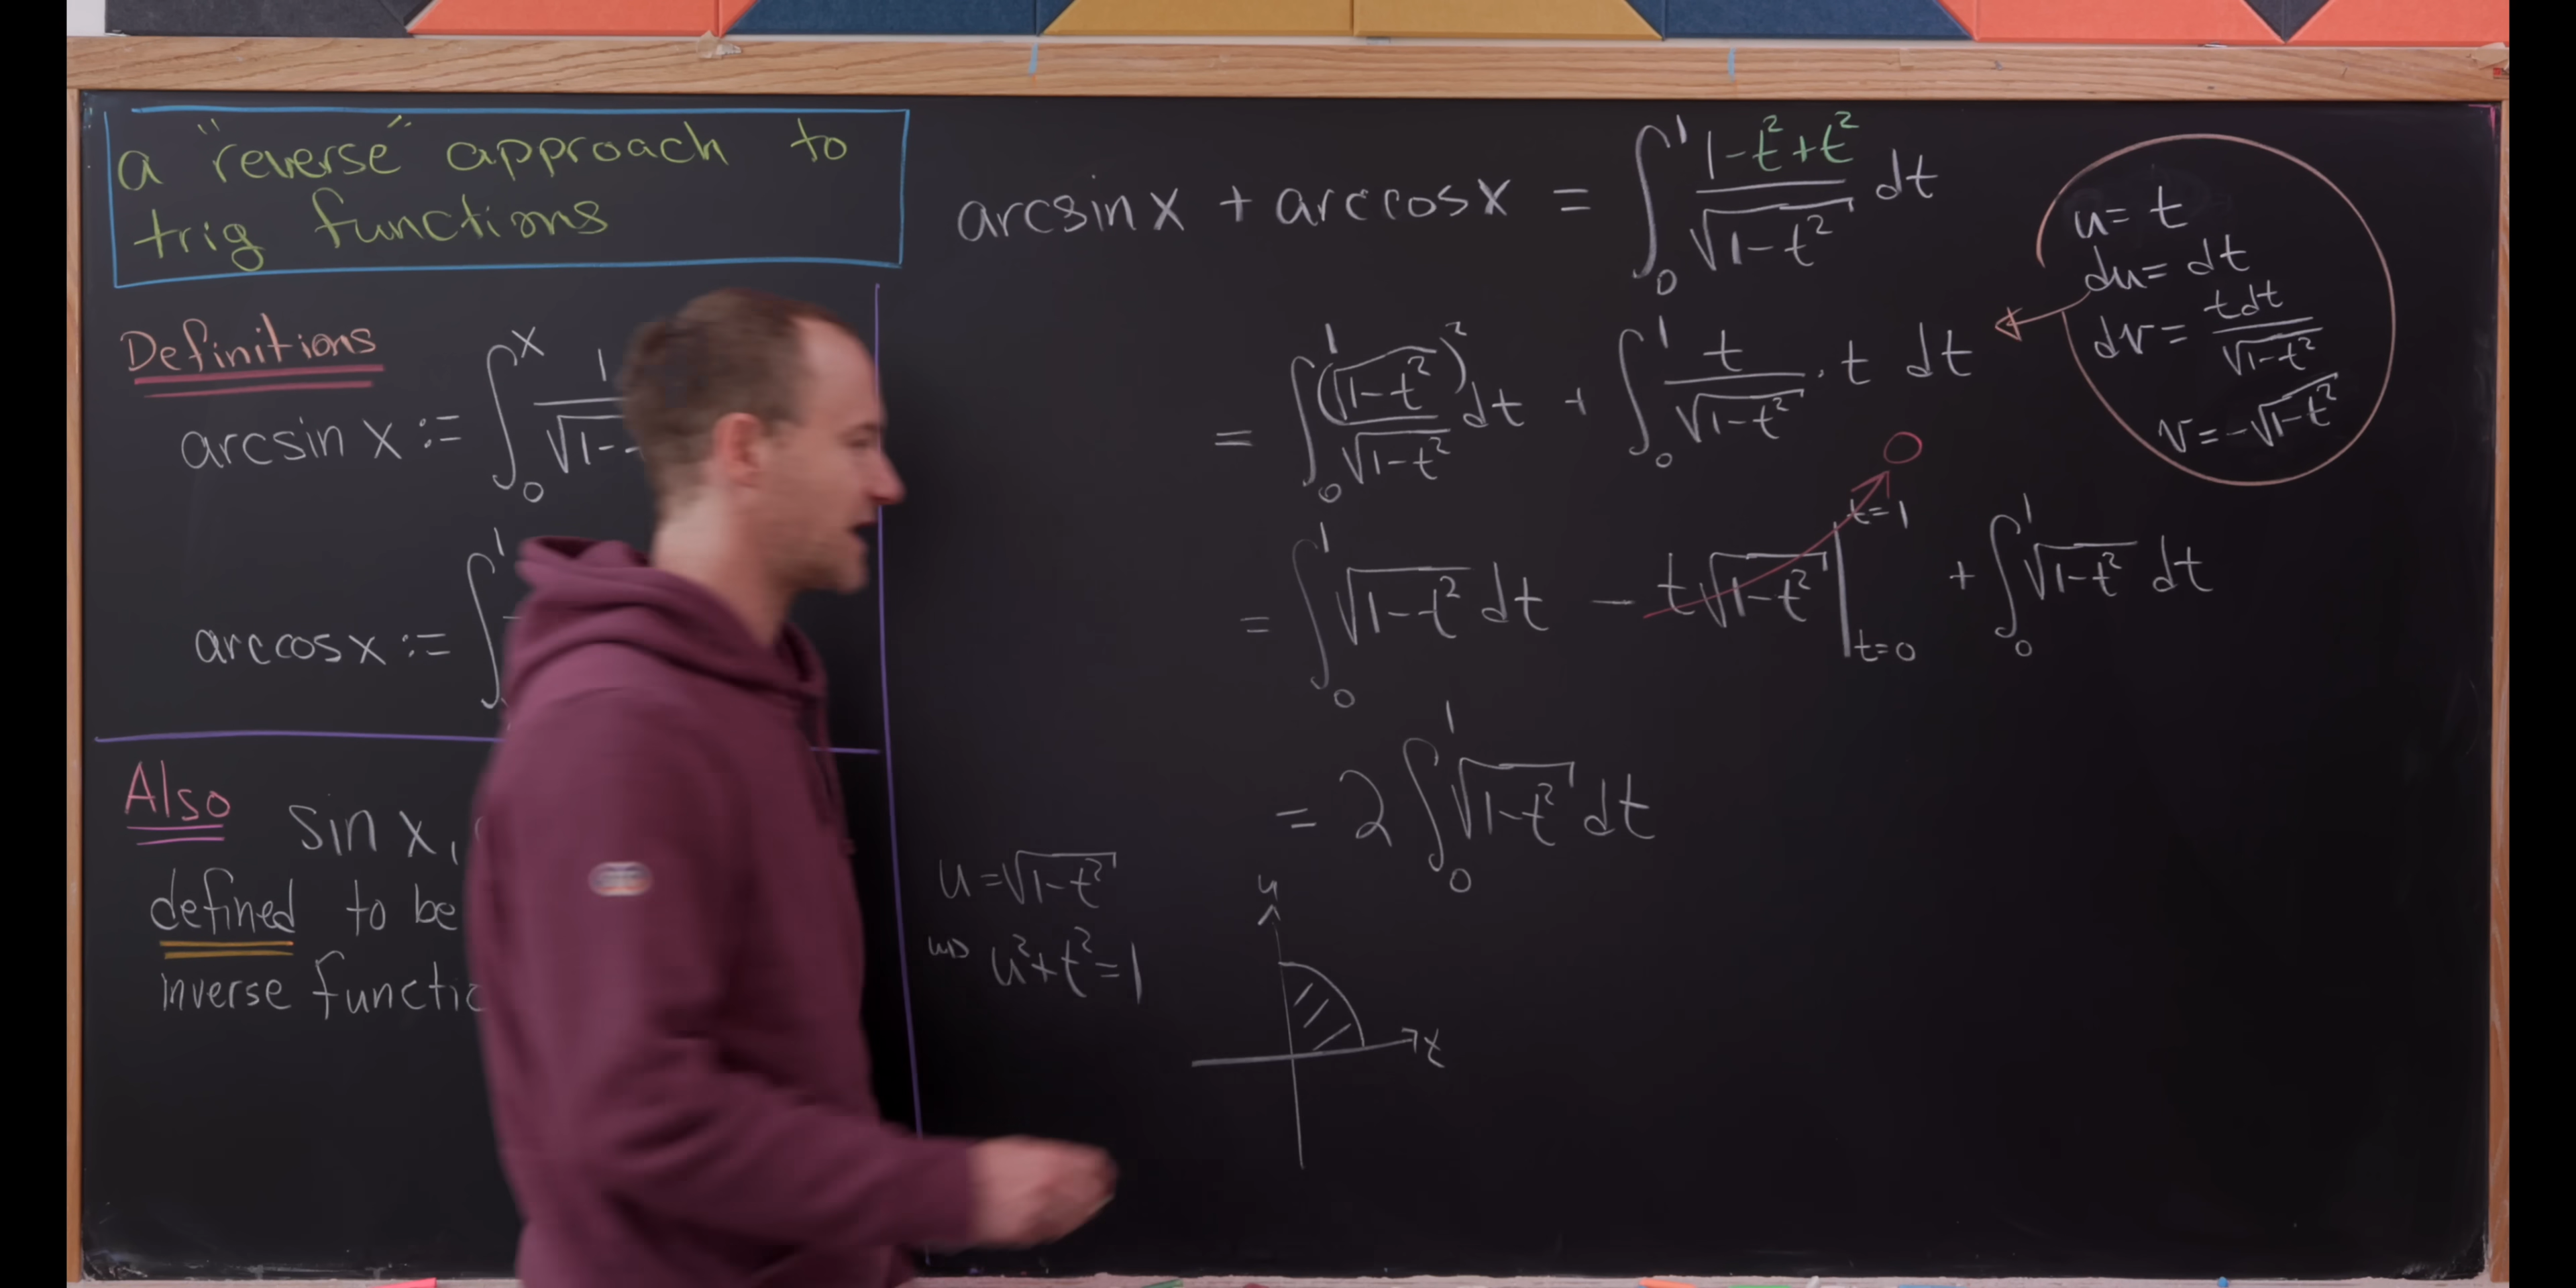 a "reverse" approach to
trig functions
Definitions
arcsin x := ∫₀ˣ 1/√1-
arccos x := ∫¹
Also sin x,
defined to be
inverse functio
arcsin x + arccos x = ∫₀¹ (1-t²+t²)/√(1-t²) dt
= ∫₀¹ (√(1-t²))²/√(1-t²) dt + ∫₀¹ t/√(1-t²) · t dt
= ∫₀¹ √(1-t²) dt - t√(1-t²) |t=0 t=1 + ∫₀¹ √(1-t²) dt
0
= 2 ∫₀¹ √(1-t²) dt
u = √(1-t²)
⇝ u²+t²=1
u
t
u = t
du = dt
dv = t dt/√(1-t²)
v = -√(1-t²)